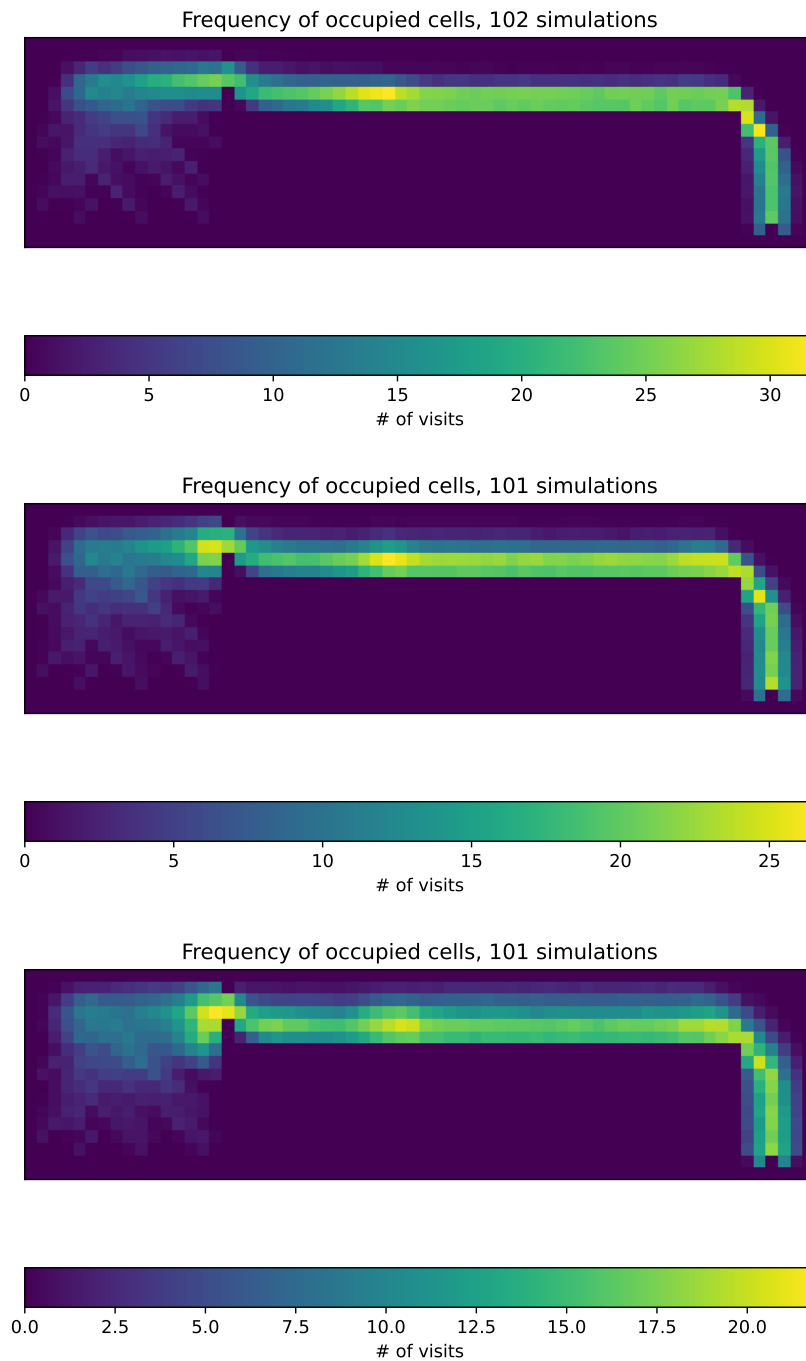 Frequency of occupied cells, 102 simulations
0 5 10 15 20 25 30
# of visits
Frequency of occupied cells, 101 simulations
0 5 10 15 20 25
# of visits
Frequency of occupied cells, 101 simulations
0.0 2.5 5.0 7.5 10.0 12.5 15.0 17.5 20.0
# of visits